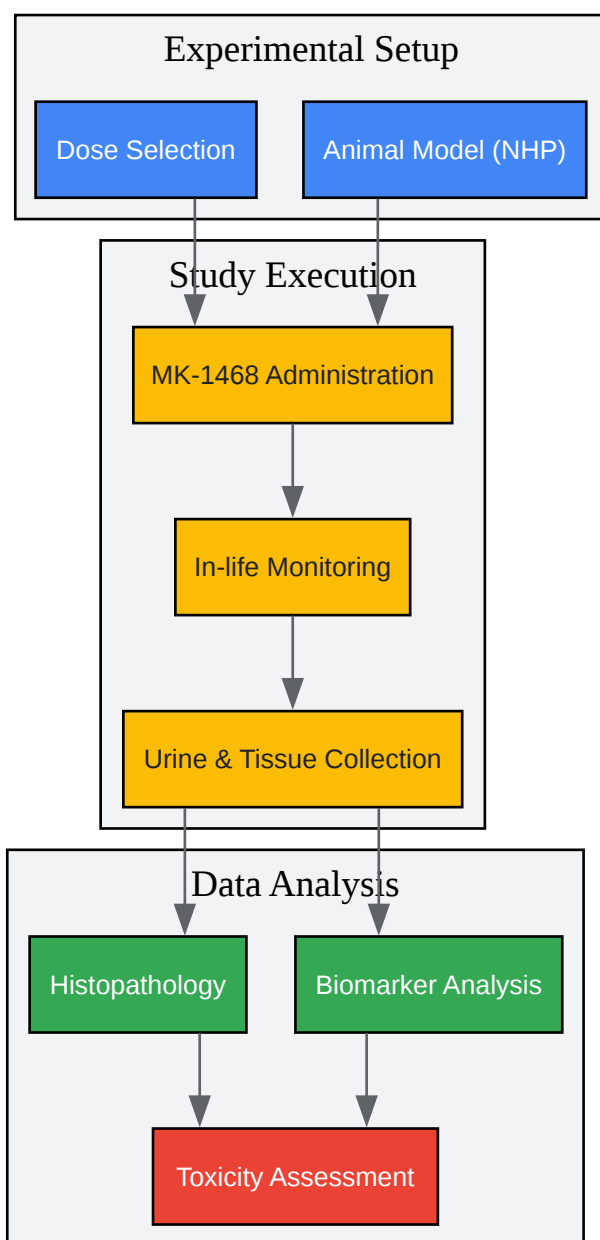 Experimental Setup
Dose Selection
Animal Model (NHP)
Study Execution
MK-1468 Administration
In-life Monitoring
Urine & Tissue Collection
Data Analysis
Histopathology
Biomarker Analysis
Toxicity Assessment